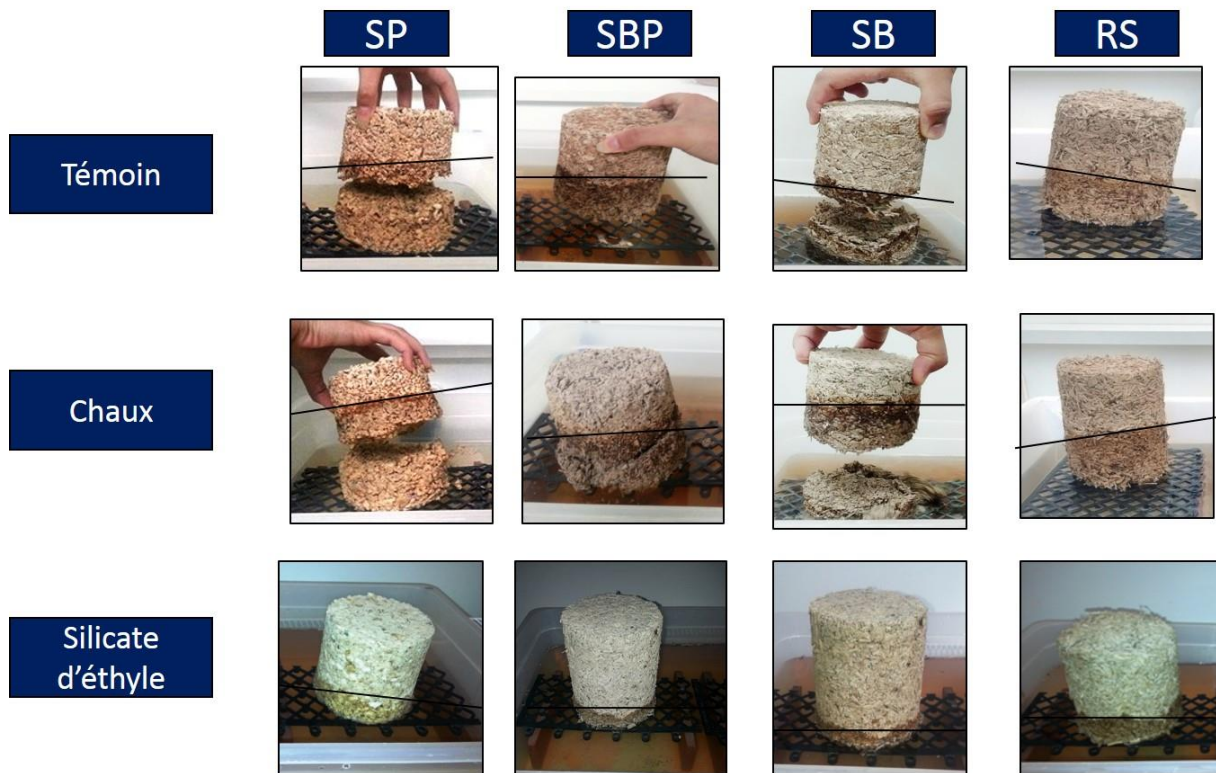 SP
SBP
SB
RS
Témoin
Chaux
Silicate
d'éthyle